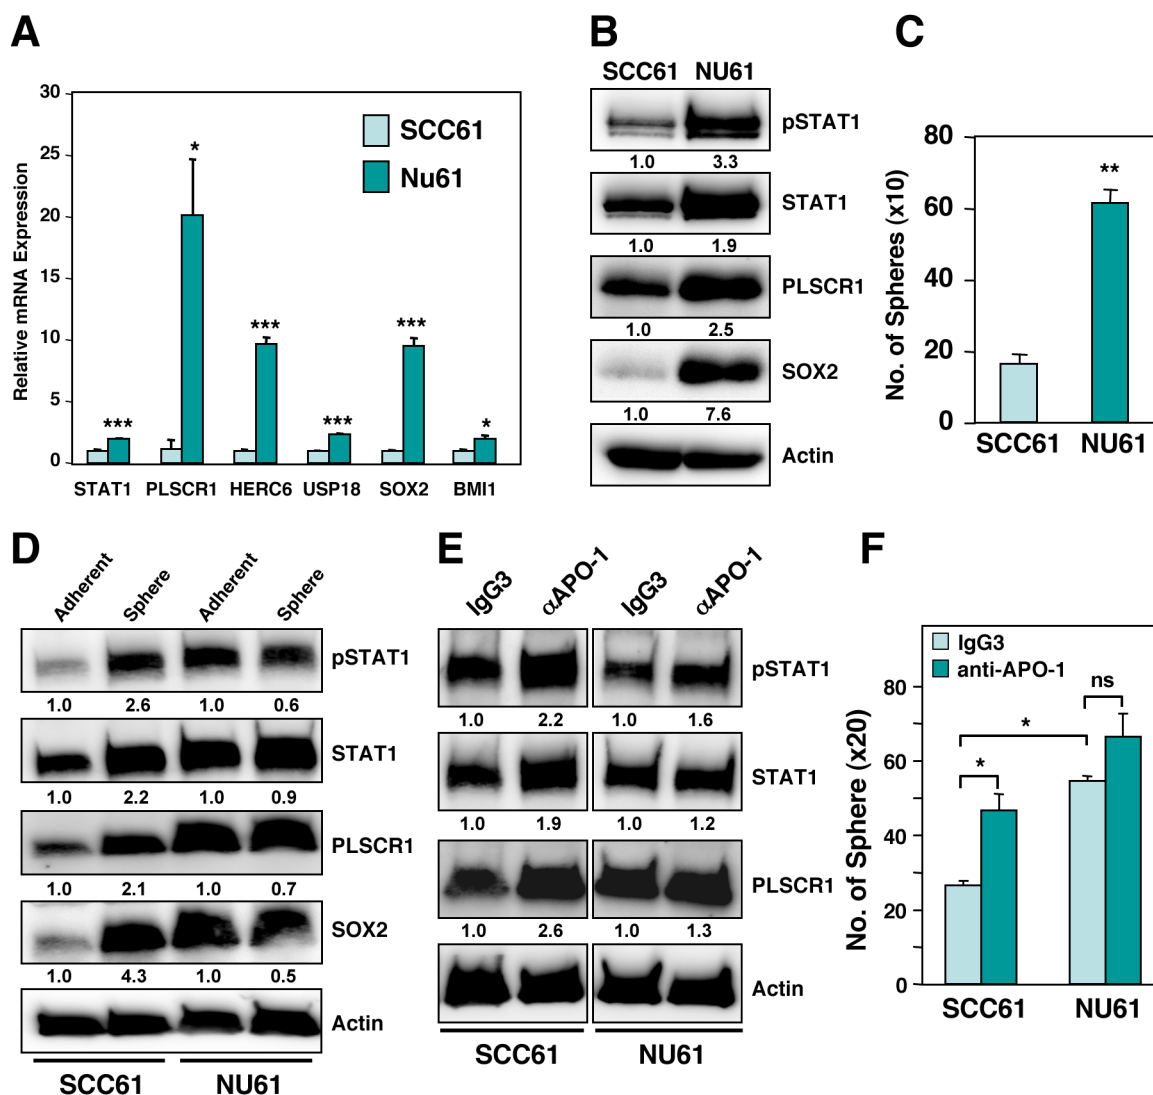 A
Relative mRNA Expression
30
25
20
15
10
5
0
SCC61
Nu61
***
*
***
***
***
*
STAT1 PLSCR1 HERC6 USP18 SOX2 BMI1
B
SCC61 NU61
pSTAT1
1.0 3.3
STAT1
1.0 1.9
PLSCR1
1.0 2.5
SOX2
1.0 7.6
Actin
C
No. of Spheres (x10)
80
60
40
20
0
**
SCC61 NU61
D
Adherent Sphere Adherent Sphere
pSTAT1
1.0 2.6 1.0 0.6
STAT1
1.0 2.2 1.0 0.9
PLSCR1
1.0 2.1 1.0 0.7
SOX2
1.0 4.3 1.0 0.5
Actin
SCC61 NU61
E
IgG3 αAPO-1 IgG3 αAPO-1
pSTAT1
1.0 2.2 1.0 1.6
STAT1
1.0 1.9 1.0 1.2
PLSCR1
1.0 2.6 1.0 1.3
Actin
SCC61 NU61
F
No. of Sphere (x20)
IgG3
anti-APO-1
80
60
40
20
0
*
*
ns
SCC61 NU61